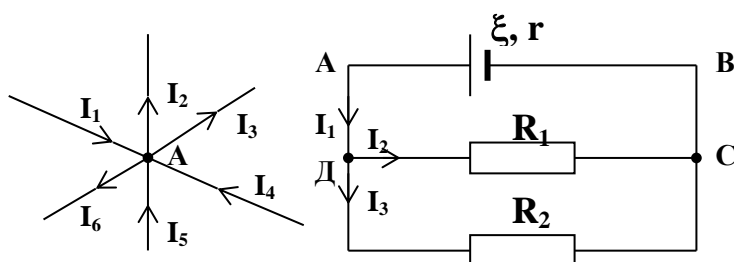 ξ, r
А
В
I₂
I₁
I₃
I₁
I₂
R₁
А
С
Д
I₄
I₃
I₆
I₅
R₂